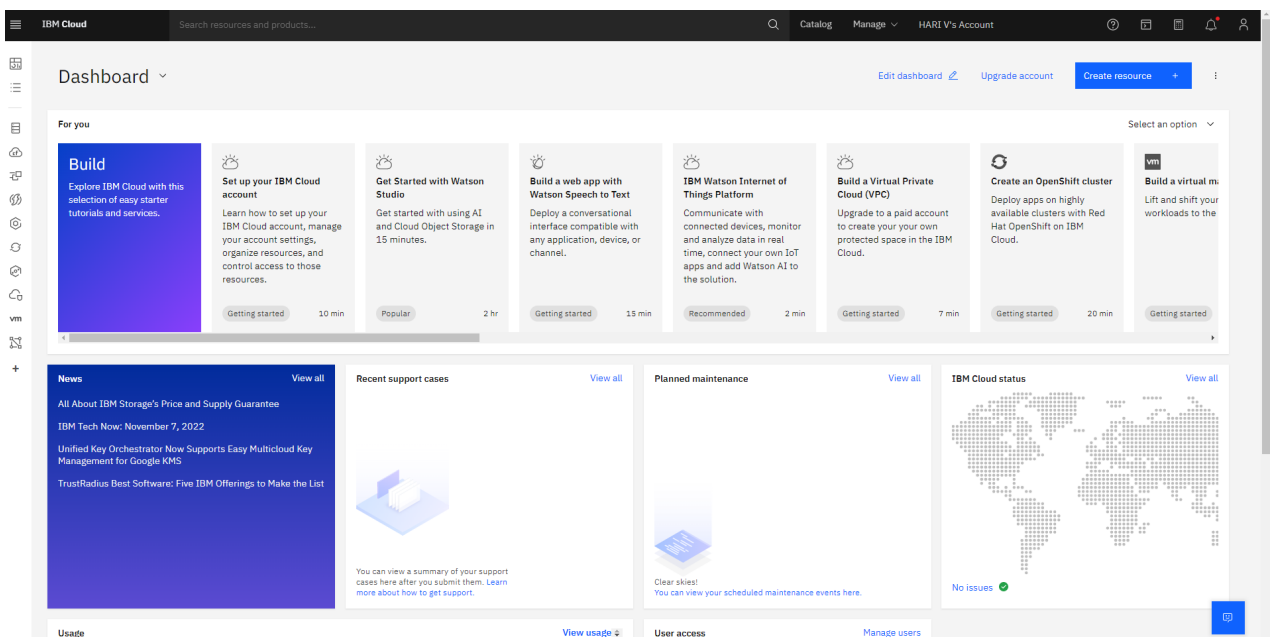 IBM Cloud
Search resources and products...
Catalog
Manage
HARI V's Account
Dashboard
Edit dashboard
Upgrade account
Create resource +
For you
Select an option
Build
Explore IBM Cloud with this
selection of easy starter
tutorials and services.
Set up your IBM Cloud
account
Learn how to set up your
IBM Cloud account, manage
your account settings,
organize resources, and
control access to those
resources.
Getting started
10 min
Get Started with Watson
Studio
Get started with using AI
and Cloud Object Storage in
15 minutes.
Popular
2 hr
Build a web app with
Watson Speech to Text
Deploy a conversational
interface compatible with
any application, device, or
channel.
Getting started
15 min
IBM Watson Internet of
Things Platform
Communicate with
connected devices, monitor
and analyze data in real
time, connect your own IoT
apps and add Watson AI to
the solution.
Recommended
2 min
Build a Virtual Private
Cloud (VPC)
Upgrade to a paid account
to create your your own
protected space in the IBM
Cloud.
Getting started
7 min
Create an OpenShift cluster
Deploy apps on highly
available clusters with Red
Hat OpenShift on IBM
Cloud.
Getting started
20 min
vm
Build a virtual ma
Lift and shift your
workloads to the
Getting started
vm
News
View all
All About IBM Storage's Price and Supply Guarantee
IBM Tech Now: November 7, 2022
Unified Key Orchestrator Now Supports Easy Multicloud Key
Management for Google KMS
TrustRadius Best Software: Five IBM Offerings to Make the List
Recent support cases
View all
You can view a summary of your support
cases here after you submit them. Learn
more about how to get support.
Planned maintenance
View all
Clear skies!
You can view your scheduled maintenance events here.
IBM Cloud status
View all
No issues
Usage
View usage
User access
Manage users